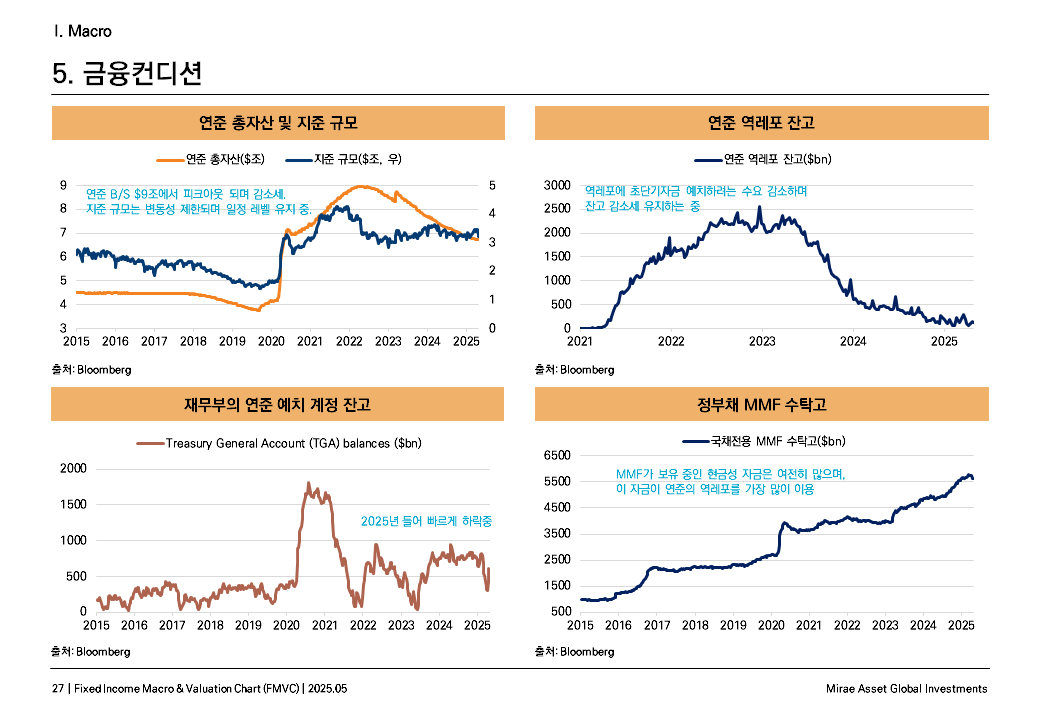 I. Macro
5. 금융컨디션
연준 총자산 및 지준 규모
연준 총자산($조) 지준 규모($조, 우)
연준 B/S $9조에서 피크아웃 되며 감소세.
지준 규모는 변동성 제한되며 일정 레벨 유지 중.
9
8
7
6
5
4
3
5
4
3
2
1
0
2015 2016 2017 2018 2019 2020 2021 2022 2023 2024 2025
출처: Bloomberg
연준 역레포 잔고
연준 역레포 잔고($bn)
역레포에 초단기자금 예치하려는 수요 감소하며
잔고 감소세 유지하는 중
3000
2500
2000
1500
1000
500
0
2021 2022 2023 2024 2025
출처: Bloomberg
재무부의 연준 예치 계정 잔고
Treasury General Account (TGA) balances ($bn)
2025년 들어 빠르게 하락중
2000
1500
1000
500
0
2015 2016 2017 2018 2019 2020 2021 2022 2023 2024 2025
출처: Bloomberg
정부채 MMF 수탁고
국채전용 MMF 수탁고($bn)
MMF가 보유 중인 현금성 자금은 여전히 많으며,
이 자금이 연준의 역레포를 가장 많이 이용
6500
5500
4500
3500
2500
1500
500
2015 2016 2017 2018 2019 2020 2021 2022 2023 2024 2025
출처: Bloomberg
27 | Fixed Income Macro & Valuation Chart (FMVC) | 2025.05
Mirae Asset Global Investments